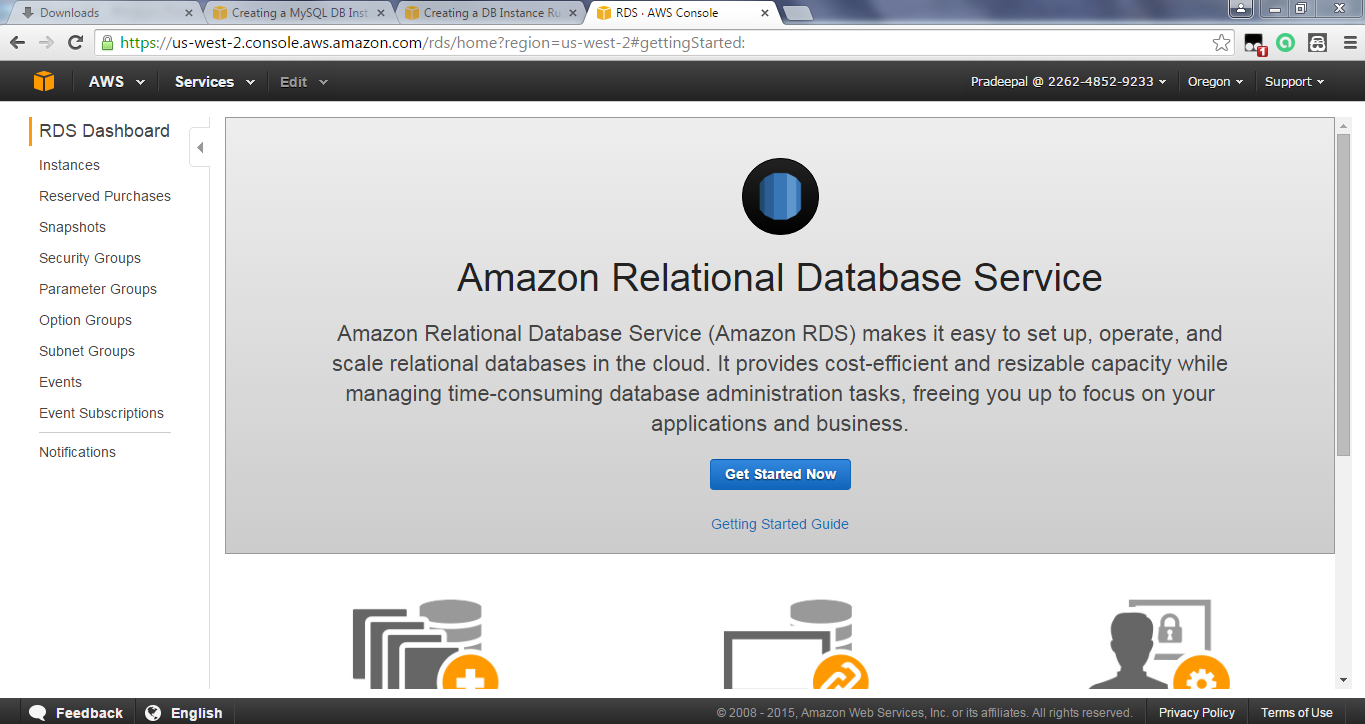 Downloads
Creating a MySQL DB Inst
Creating a DB Instance Ru
RDS · AWS Console
https://us-west-2.console.aws.amazon.com/rds/home?region=us-west-2#gettingStarted:
1
AWS
Services
Edit
Pradeepal @ 2262-4852-9233
Oregon
Support
RDS Dashboard
Instances
Reserved Purchases
Snapshots
Security Groups
Parameter Groups
Option Groups
Subnet Groups
Events
Event Subscriptions
Notifications
Amazon Relational Database Service
Amazon Relational Database Service (Amazon RDS) makes it easy to set up, operate, and
scale relational databases in the cloud. It provides cost-efficient and resizable capacity while
managing time-consuming database administration tasks, freeing you up to focus on your
applications and business.
Get Started Now
Getting Started Guide
Feedback
English
© 2008 - 2015, Amazon Web Services, Inc. or its affiliates. All rights reserved.
Privacy Policy
Terms of Use